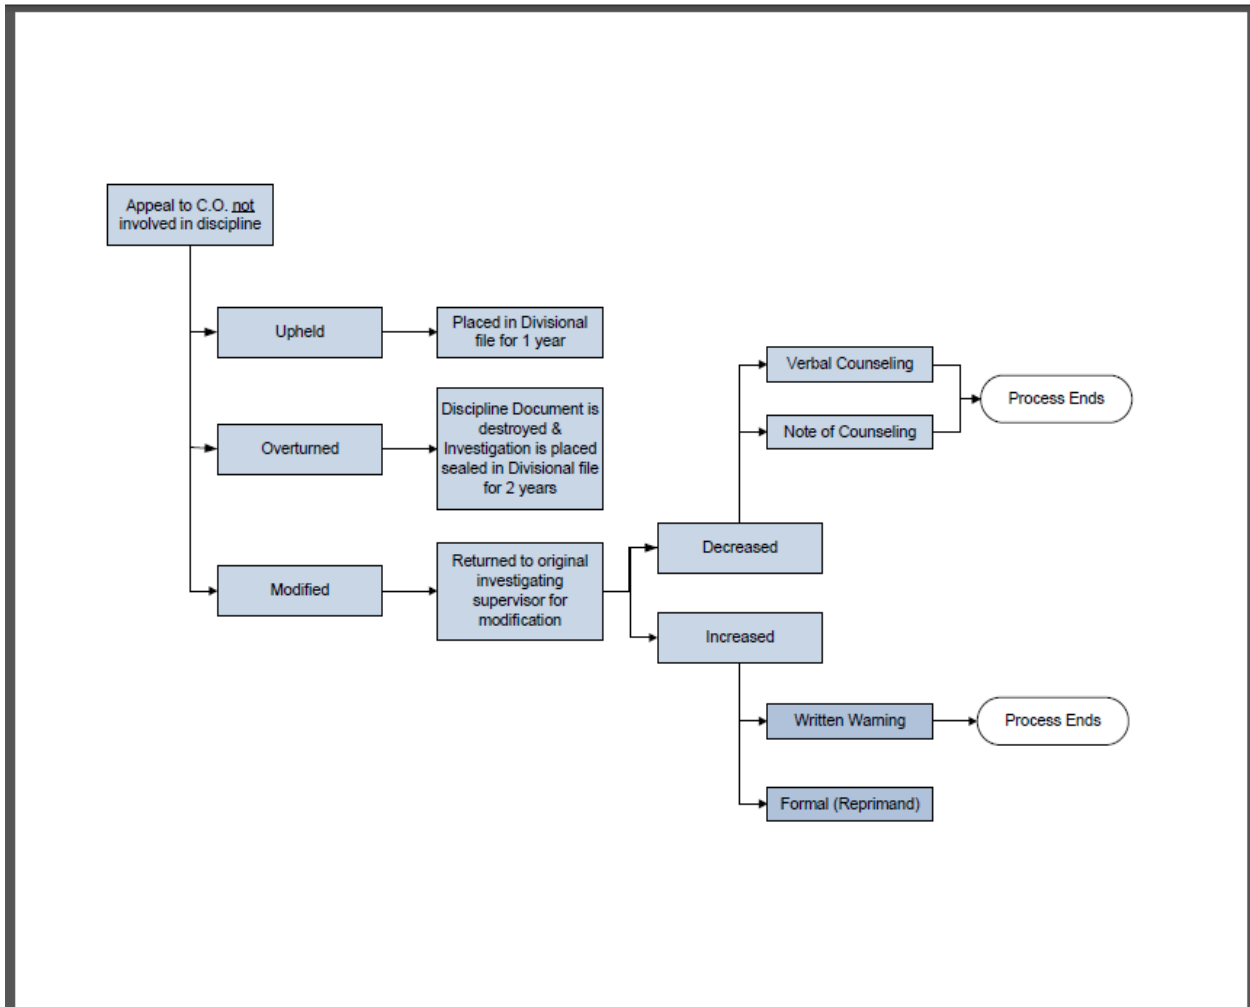 Appeal to C.O. not
involved in discipline
Upheld
Placed in Divisional
file for 1 year
Verbal Counseling
Process Ends
Note of Counseling
Overturned
Discipline Document is
destroyed &
Investigation is placed
sealed in Divisional file
for 2 years
Decreased
Modified
Returned to original
investigating
supervisor for
modification
Increased
Written Warning
Process Ends
Formal (Reprimand)